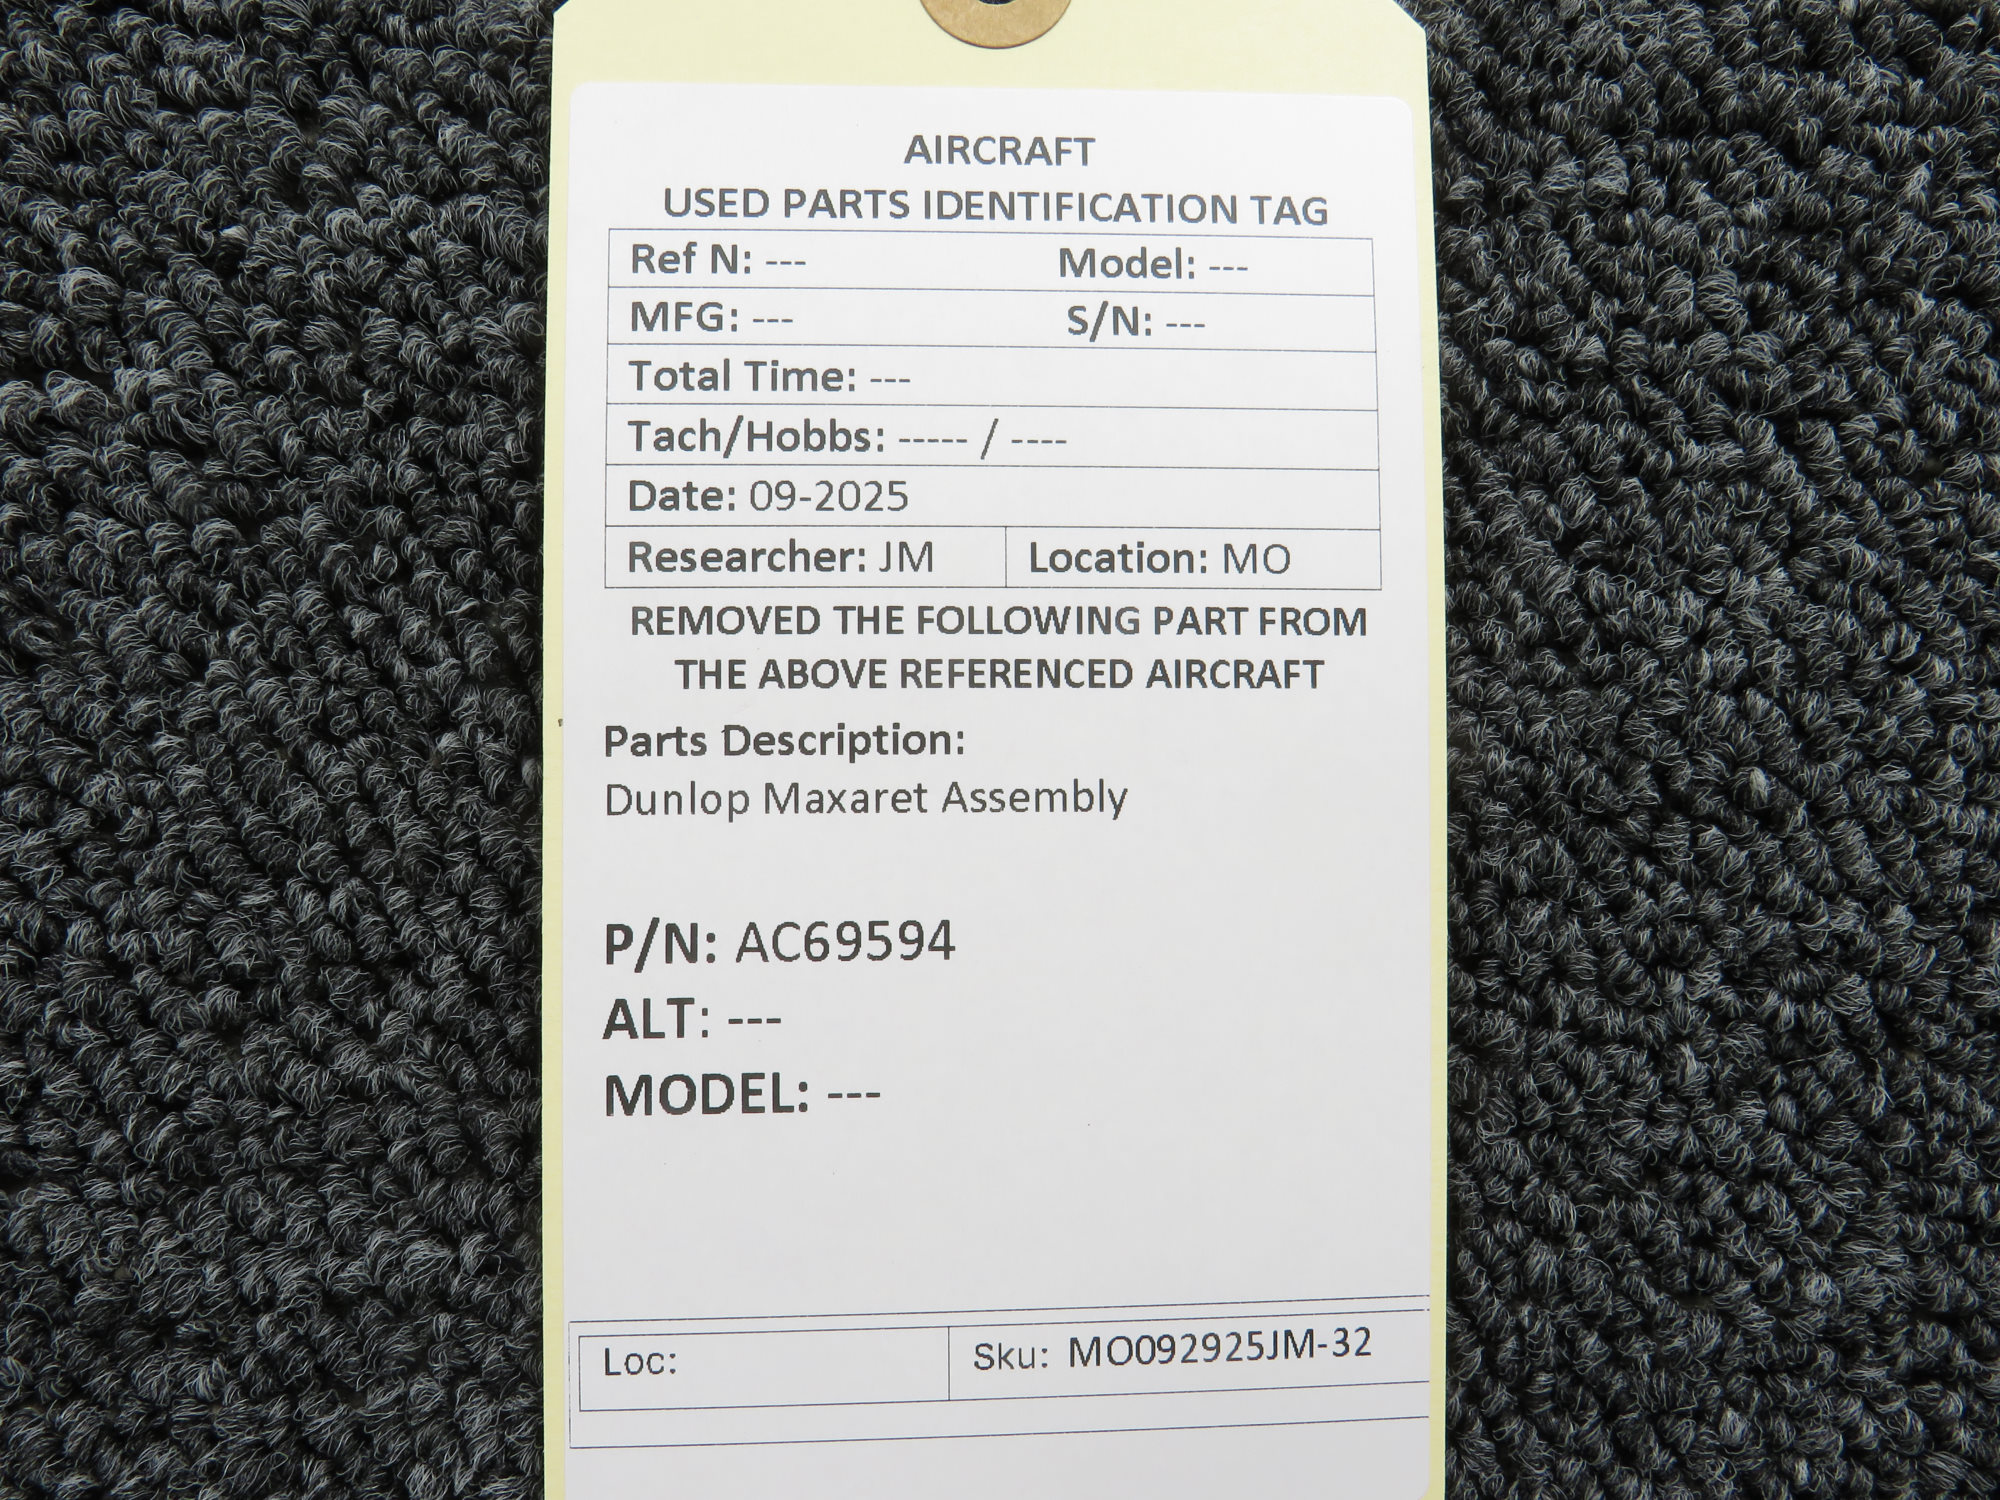 AIRCRAFT
USED PARTS IDENTIFICATION TAG
Ref N: --- Model: ---
MFG: --- S/N: ---
Total Time: ---
Tach/Hobbs: ----- / ----
Date: 09-2025
Researcher: JM Location: MO
REMOVED THE FOLLOWING PART FROM
THE ABOVE REFERENCED AIRCRAFT
Parts Description:
Dunlop Maxaret Assembly
P/N: AC69594
ALT: ---
MODEL: ---
Loc: Sku: MO092925JM-32